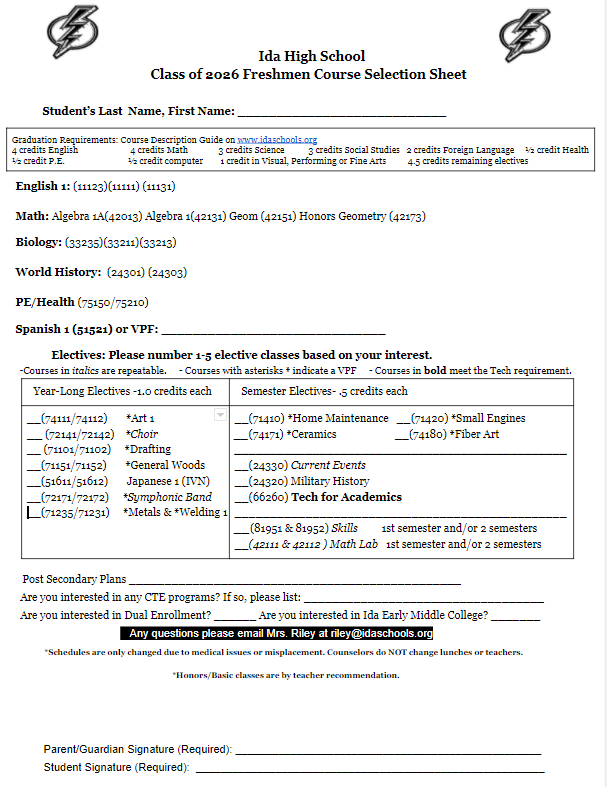 Ida High School
Class of 2026 Freshmen Course Selection Sheet
Student's Last Name, First Name: ___________________________
Graduation Requirements: Course Description Guide on www.idaschools.org
4 credits English 4 credits Math 3 credits Science 3 credits Social Studies 2 credits Foreign Language ½ credit Health
½ credit P.E. ½ credit computer 1 credit in Visual, Performing or Fine Arts 4.5 credits remaining electives
English 1: (11123)(11111) (11131)
Math: Algebra 1A(42013) Algebra 1(42131) Geom (42151) Honors Geometry (42173)
Biology: (33235)(33211)(33213)
World History: (24301) (24303)
PE/Health (75150/75210)
Spanish 1 (51521) or VPF: _____________________________
Electives: Please number 1-5 elective classes based on your interest.
-Courses in italics are repeatable. - Courses with asterisks * indicate a VPF - Courses in bold meet the Tech requirement.
Year-Long Electives -1.0 credits each
__(74111/74112) *Art 1
__ (72141/72142) *Choir
__ (71101/71102) *Drafting
__(71151/71152) *General Woods
__(51611/51612) Japanese 1 (IVN)
__(72171/72172) *Symphonic Band
__(71235/71231) *Metals & *Welding 1
Semester Electives- .5 credits each
__(71410) *Home Maintenance __(71420) *Small Engines
__(74171) *Ceramics __(74180) *Fiber Art
__(24330) Current Events
__(24320) Military History
__(66260) Tech for Academics
__(81951 & 81952) Skills 1st semester and/or 2 semesters
__(42111 & 42112 ) Math Lab 1st semester and/or 2 semesters
Post Secondary Plans ________________________________________________
Are you interested in any CTE programs? If so, please list: ___________________________________
Are you interested in Dual Enrollment? ______ Are you interested in Ida Early Middle College? _______
Any questions please email Mrs. Riley at riley@idaschools.org
*Schedules are only changed due to medical issues or misplacement. Counselors do NOT change lunches or teachers.
*Honors/Basic classes are by teacher recommendation.
Parent/Guardian Signature (Required): ____________________________________________
Student Signature (Required): __________________________________________________